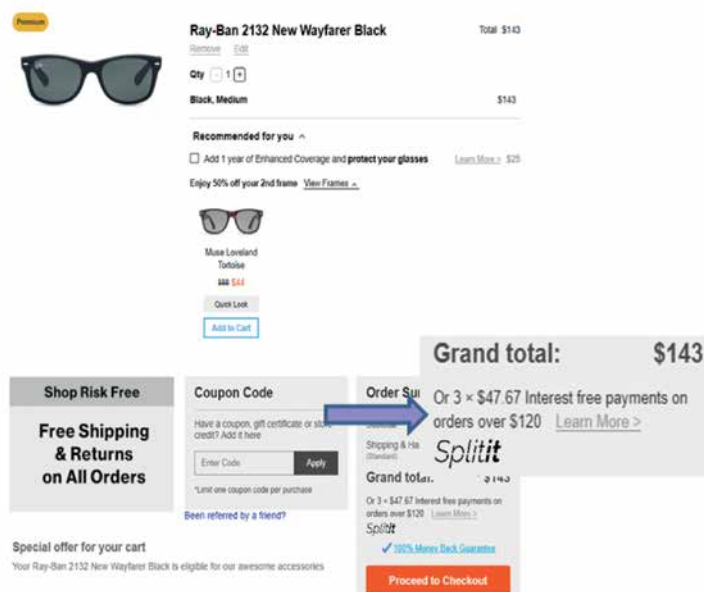 Premium
Ray-Ban 2132 New Wayfarer Black
Total $143
Remove Edit
Qty - 1 +
Black, Medium
$143
Recommended for you
Add 1 year of Enhanced Coverage and protect your glasses
Learn More > $25
Enjoy 50% off your 2nd frame View Frames
Muse Loveland
Tortoise
$44
Quick Look
Add to Cart
Grand total: $143
Or 3 × $47.67 Interest free payments on
orders over $120 Learn More >
Splitit
Shop Risk Free
Free Shipping
& Returns
on All Orders
Coupon Code
Have a coupon, gift certificate or store
credit? Add it here
Enter Code
Apply
*Limit one coupon code per purchase
Been referred by a friend?
Order Su
Shipping & Ha
(Standard)
Grand total: $143
Or 3 × $47.67 Interest free payments on
orders over $120 Learn More >
Splitit
100% Money Back Guarantee
Proceed to Checkout
Special offer for your cart
Your Ray-Ban 2132 New Wayfarer Black is eligible for our awesome accessories